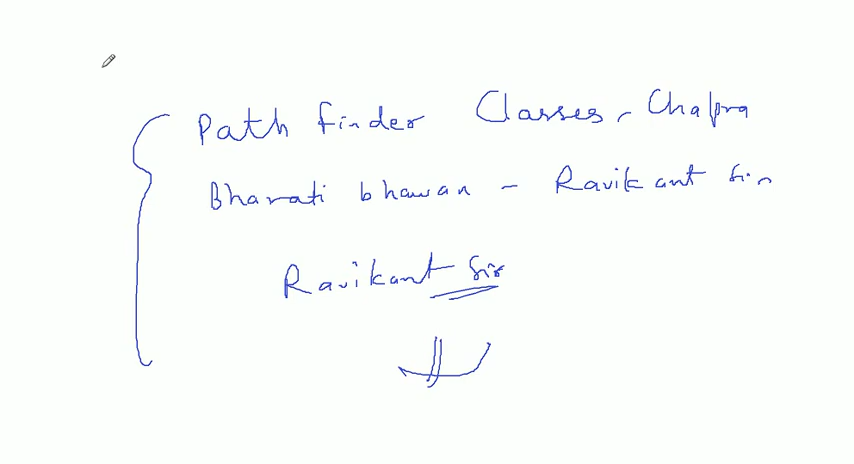 Path finder Classes, Chapra
Bharati bhawan - Ravikant Sir
Ravikant Sir